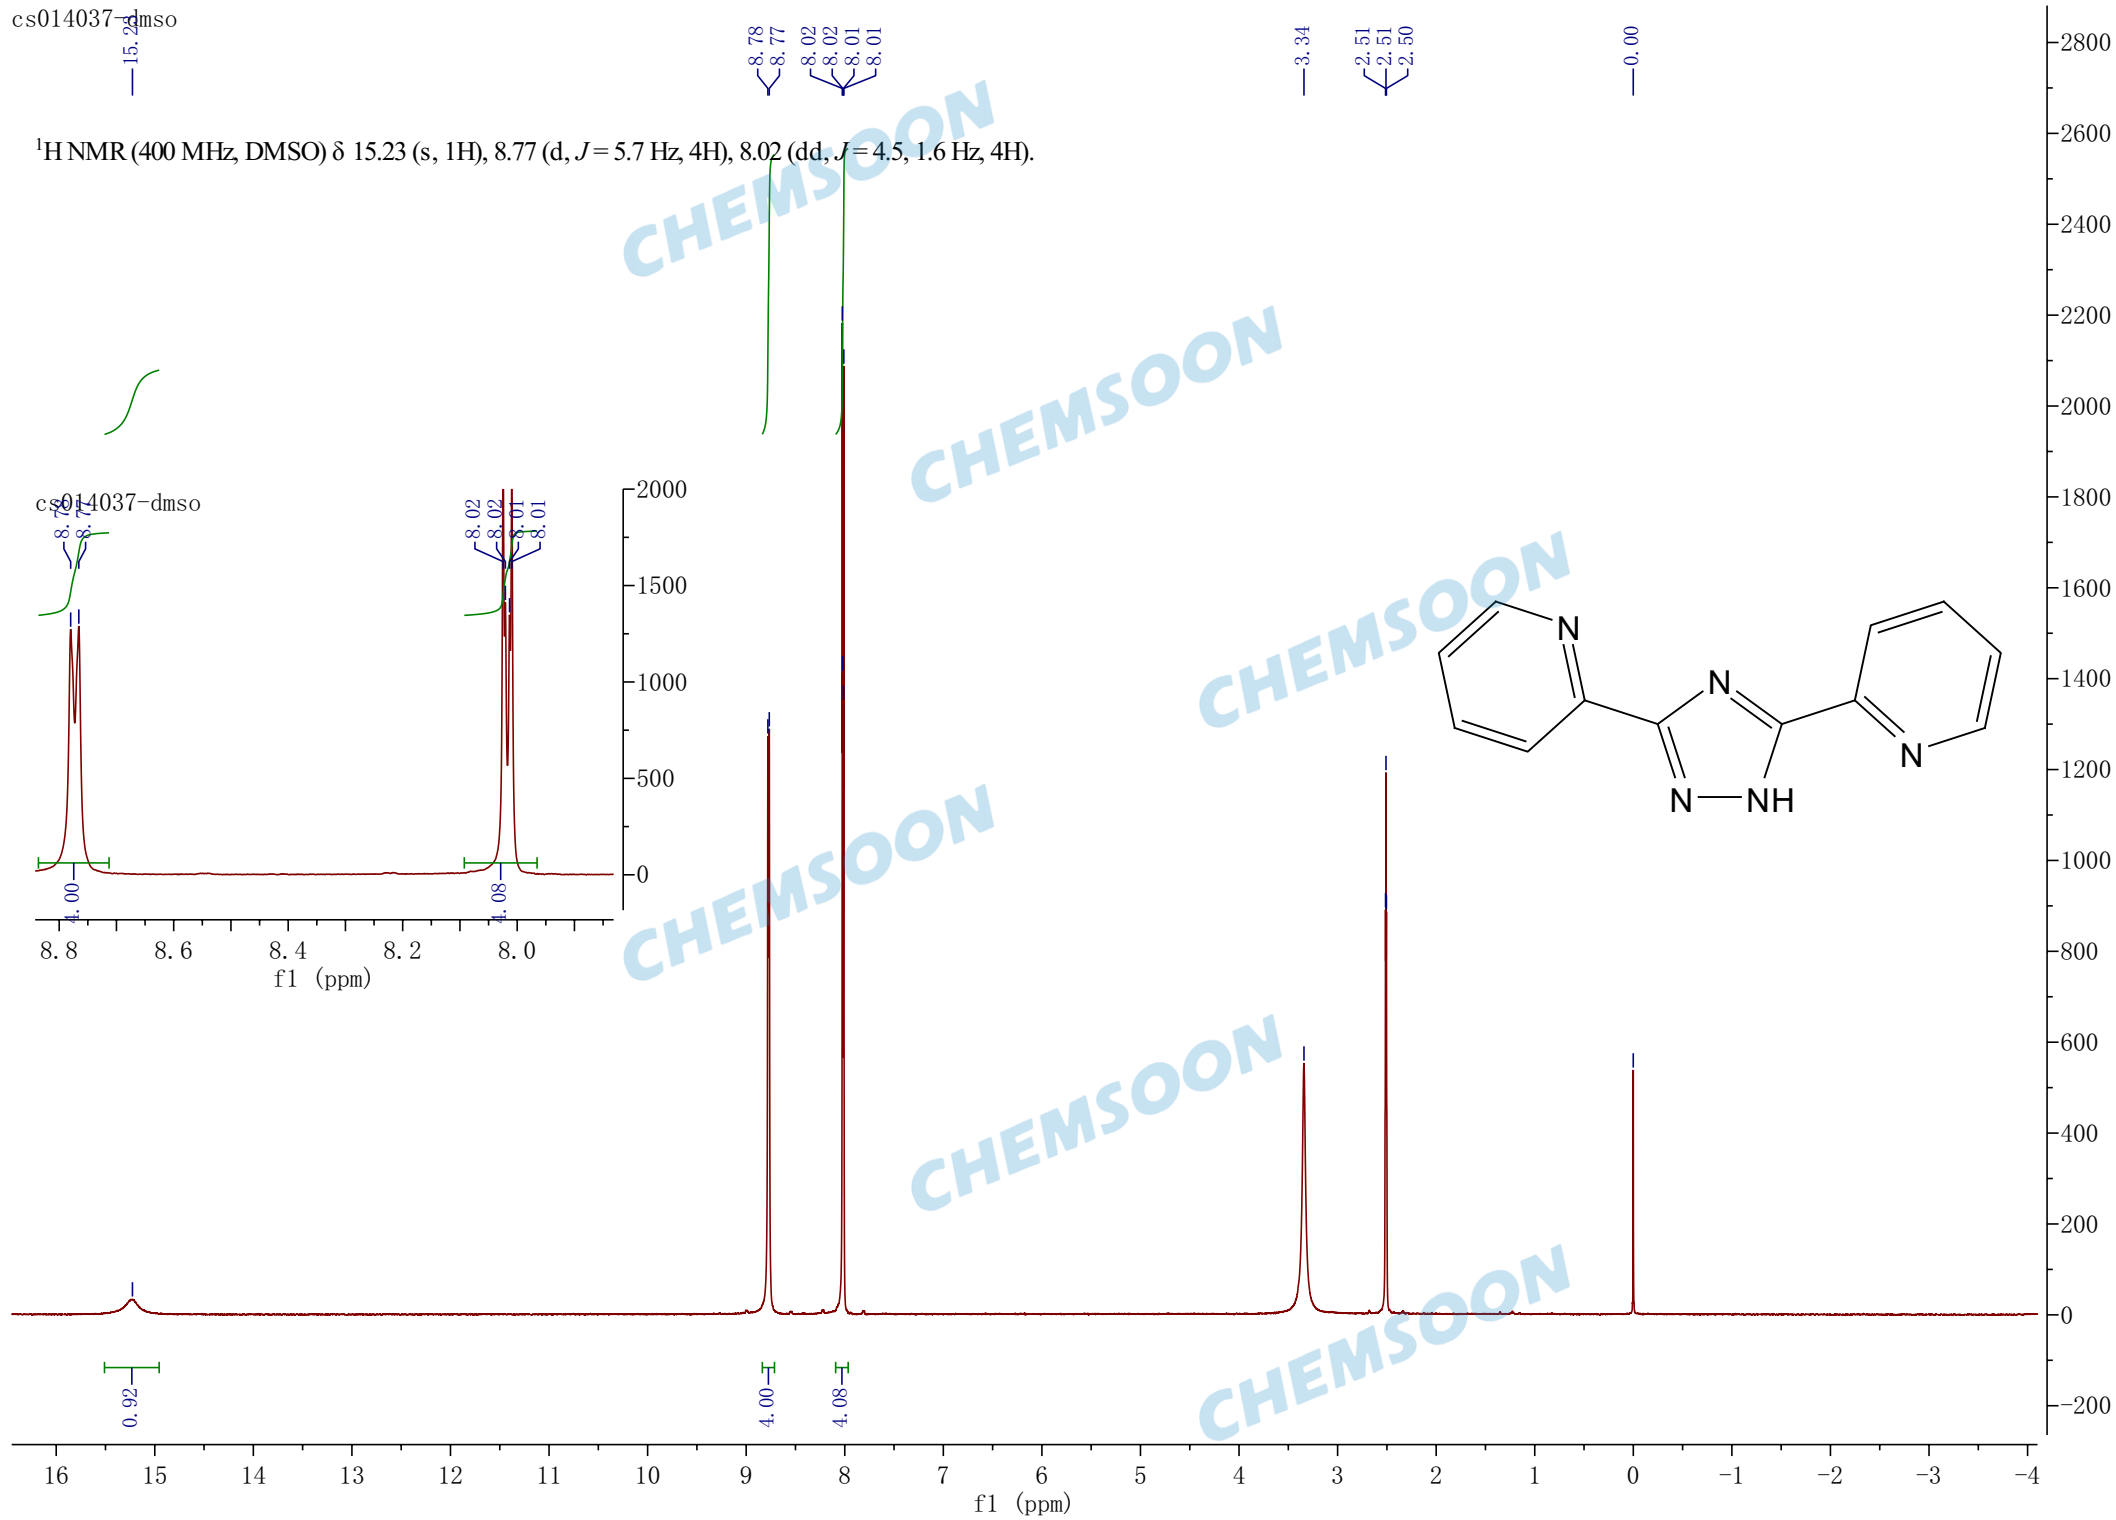 cs014037-dmso
15.23
8.78
8.77
8.02
8.02
8.01
8.01
3.34
2.51
2.51
2.50
0.00
¹H NMR (400 MHz, DMSO) δ 15.23 (s, 1H), 8.77 (d, J = 5.7 Hz, 4H), 8.02 (dd, J = 4.5, 1.6 Hz, 4H).
CHEMSOON
CHEMSOON
CHEMSOON
CHEMSOON
CHEMSOON
CHEMSOON
cs014037-dmso
8.78
8.77
8.02
8.02
8.01
8.01
2000
1500
1000
500
0
4.00
4.08
8.8 8.6 8.4 8.2 8.0
f1 (ppm)
N
N
N
N
NH
2800
2600
2400
2200
2000
1800
1600
1400
1200
1000
800
600
400
200
0
-200
0.92
4.00
4.08
16 15 14 13 12 11 10 9 8 7 6 5 4 3 2 1 0 -1 -2 -3 -4
f1 (ppm)